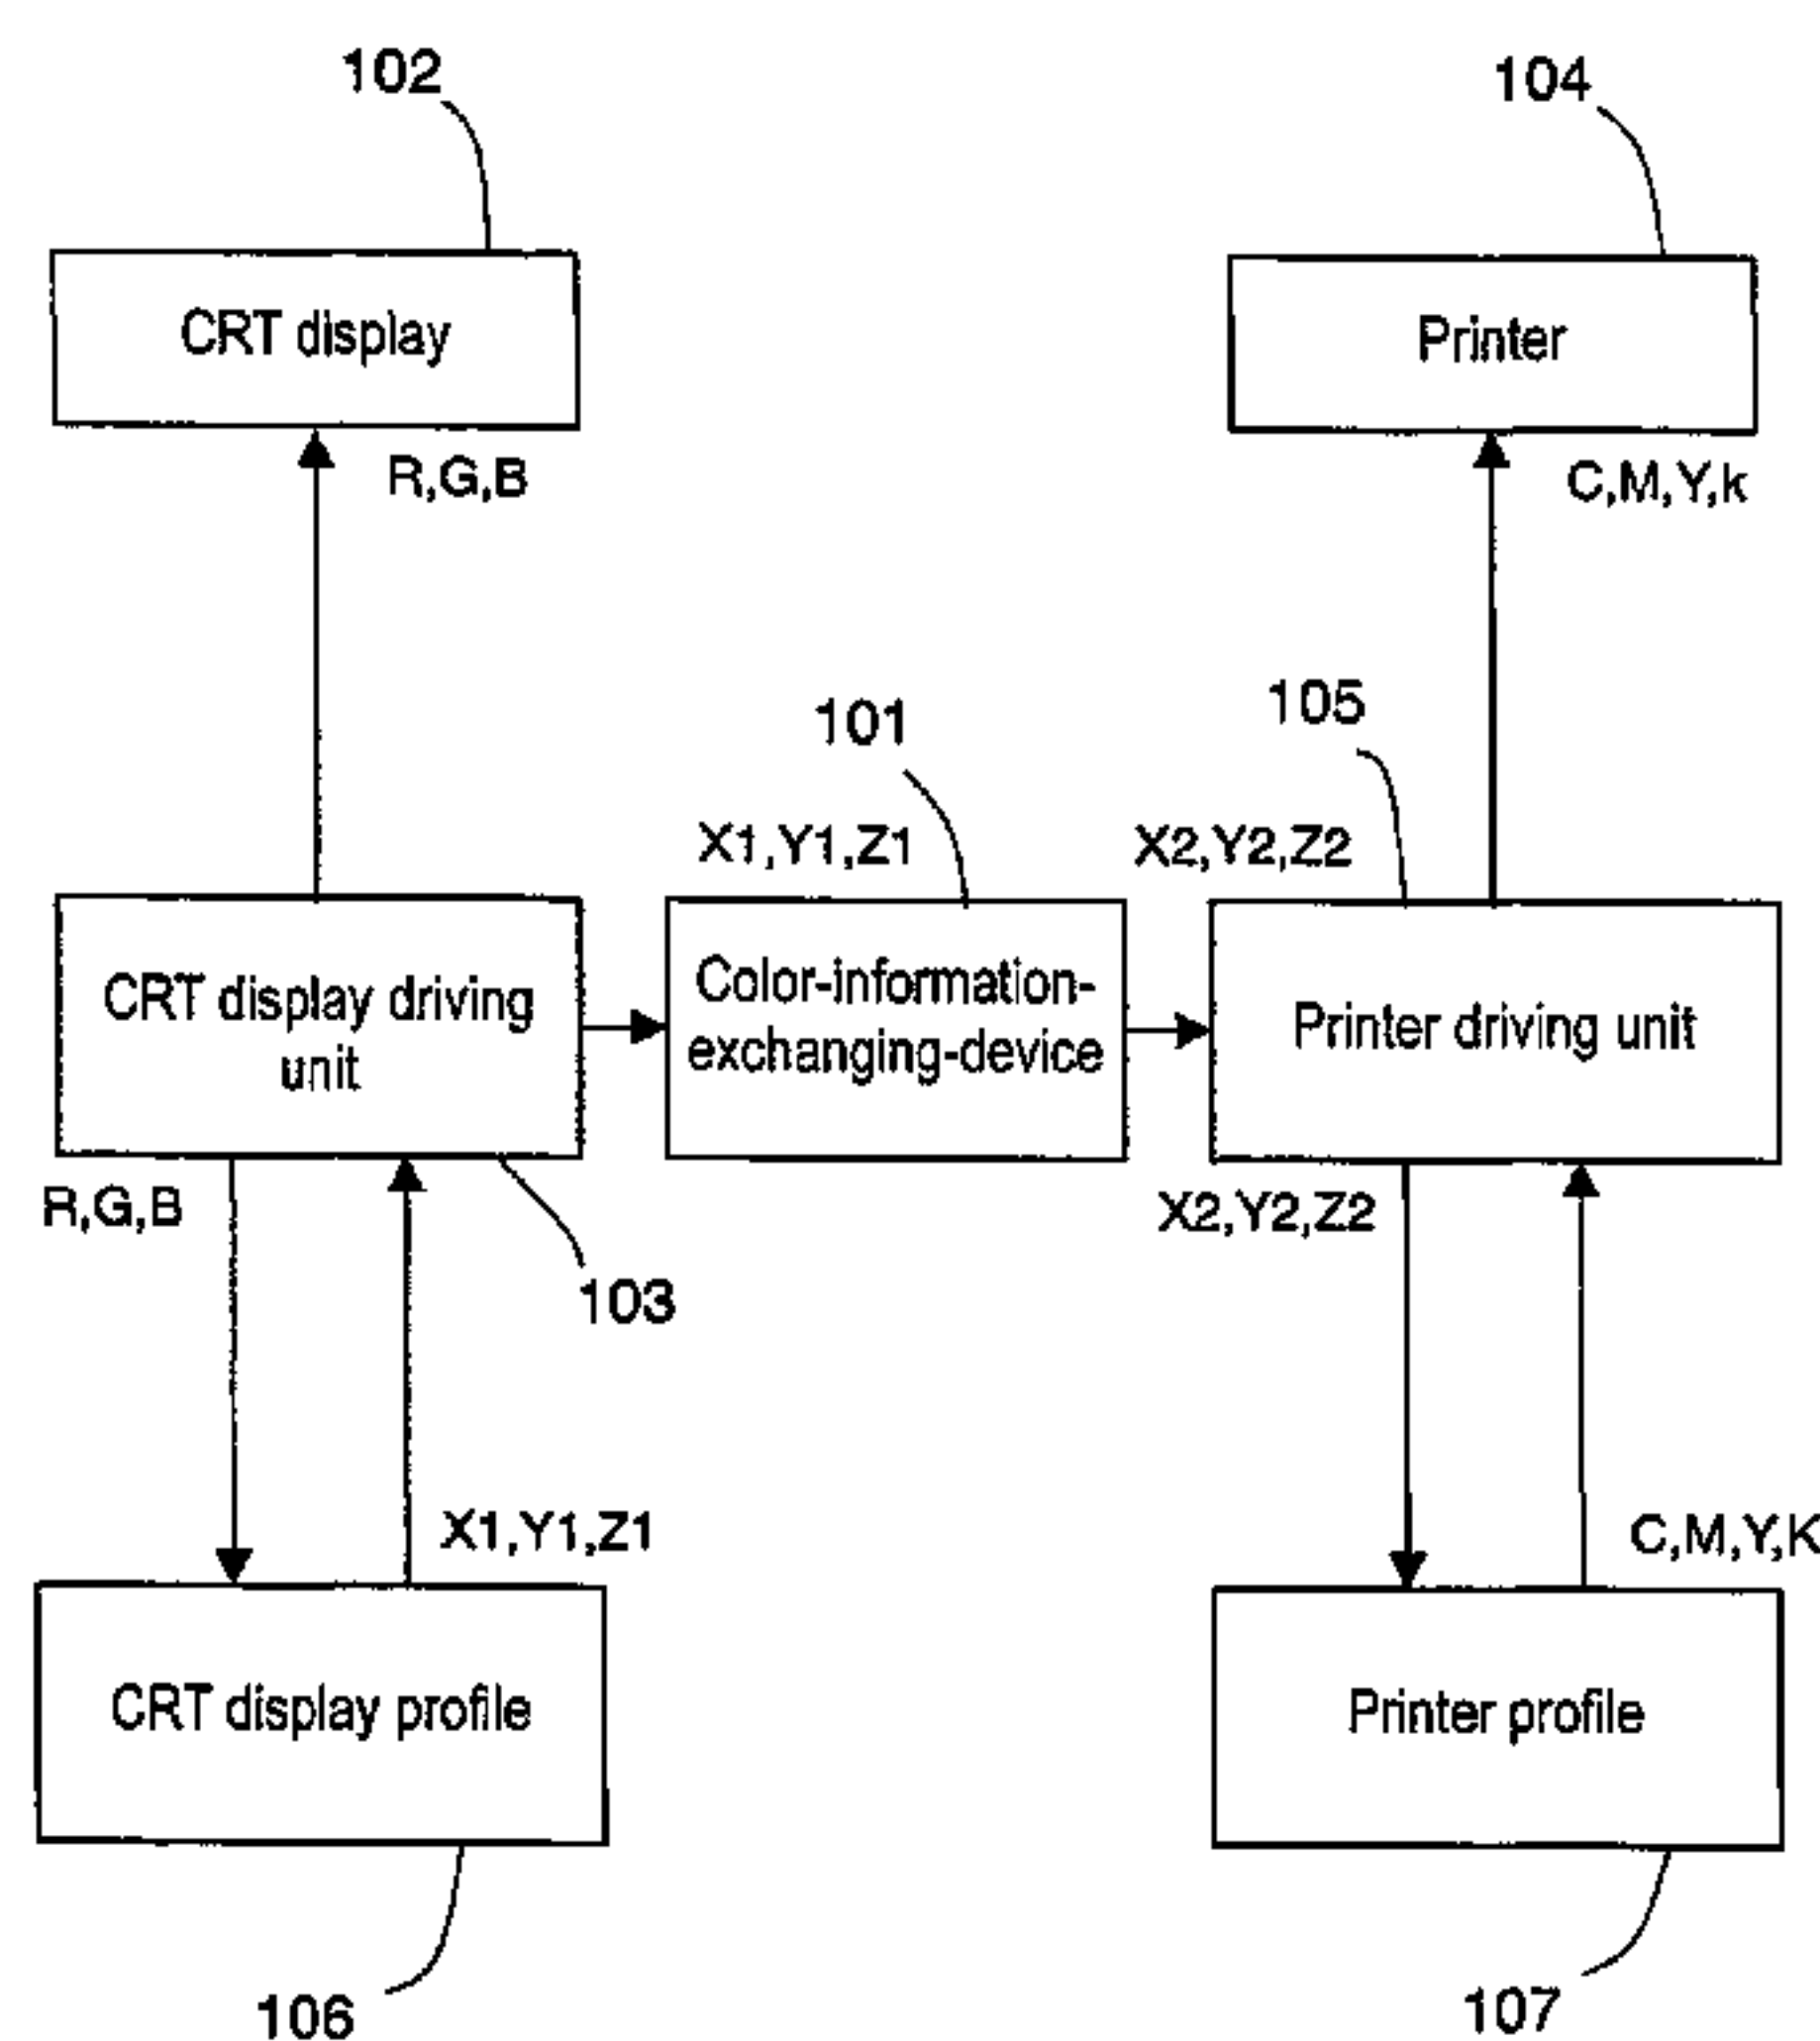 102
104
CRT display
Printer
R,G,B
C,M,Y,k
101
105
X1,Y1,Z1
X2,Y2,Z2
CRT display driving
unit
Color-information-
exchanging-device
Printer driving unit
R,G,B
X2,Y2,Z2
103
X1,Y1,Z1
C,M,Y,K
CRT display profile
Printer profile
106
107